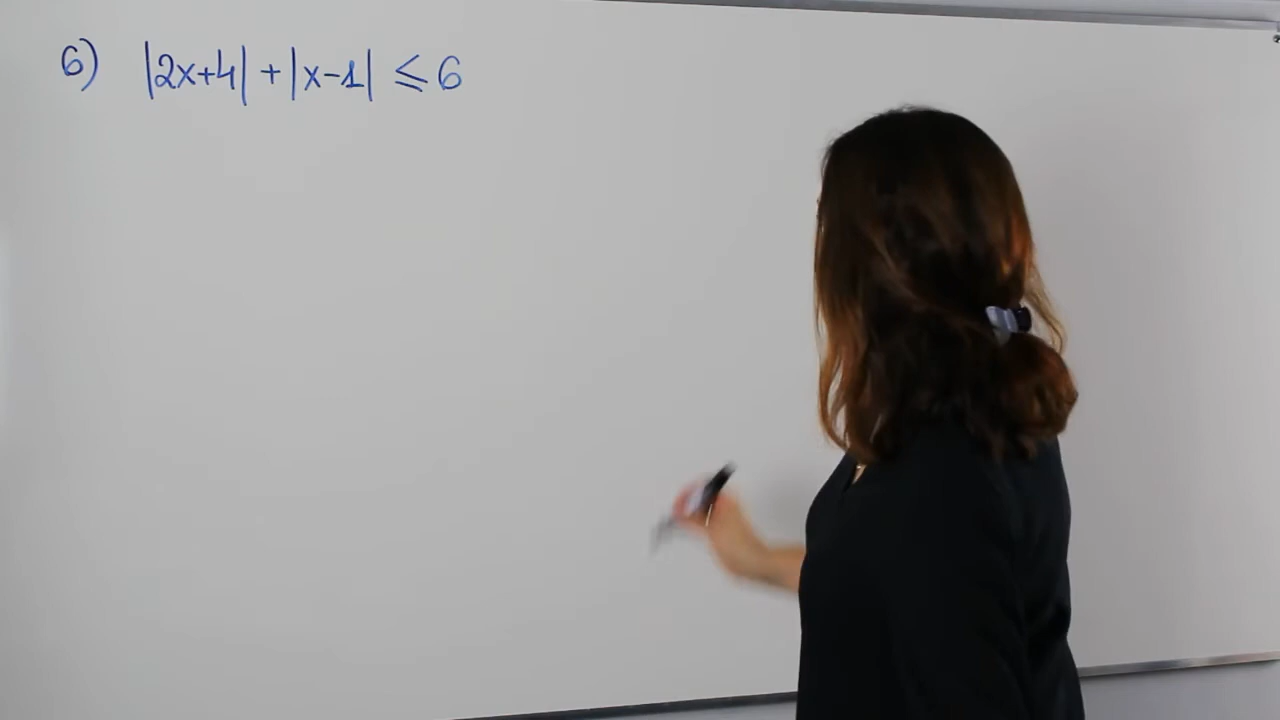 6) |2x+4| + |x-1| ≤ 6